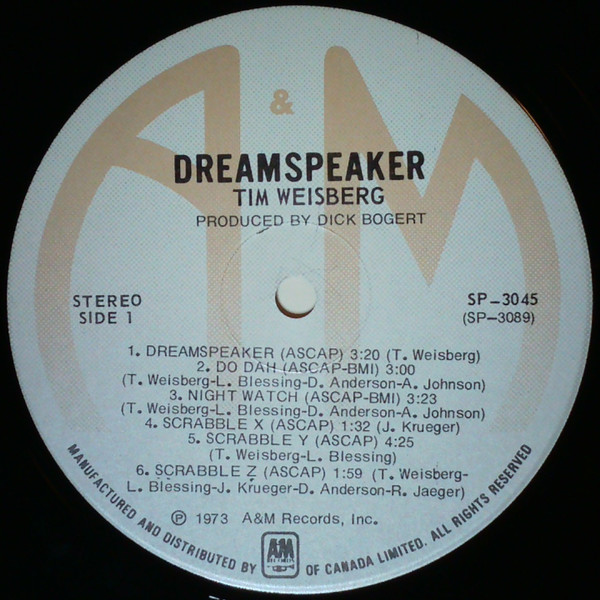 A&M
DREAMSPEAKER
TIM WEISBERG
PRODUCED BY DICK BOGERT
STEREO
SIDE 1
SP-3045
(SP-3089)
1. DREAMSPEAKER (ASCAP) 3:20 (T. Weisberg)
2. DO DAH (ASCAP-BMI) 3:00
(T. Weisberg-L. Blessing-D. Anderson-A. Johnson)
3. NIGHT WATCH (ASCAP-BMI) 3:23
(T. Weisberg-L. Blessing-D. Anderson-A. Johnson)
4. SCRABBLE X (ASCAP) 1:32 (J. Krueger)
5. SCRABBLE Y (ASCAP) 4:25
(T. Weisberg-L. Blessing)
6. SCRABBLE Z (ASCAP) 1:59 (T. Weisberg-
L. Blessing-J. Krueger-D. Anderson-R. Jaeger)
℗ 1973 A&M Records, Inc.
MANUFACTURED AND DISTRIBUTED BY A&M RECORDS OF CANADA LIMITED. ALL RIGHTS RESERVED